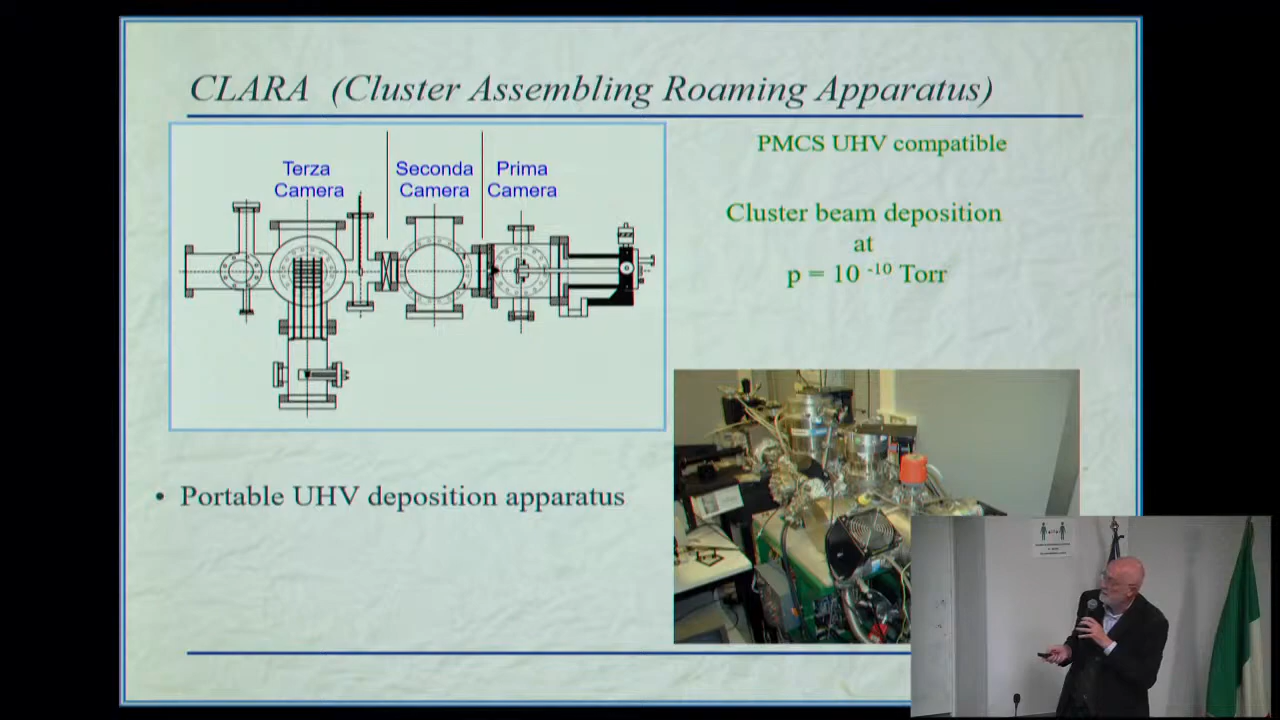 CLARA (Cluster Assembling Roaming Apparatus)
Terza
Camera
Seconda
Camera
Prima
Camera
PMCS UHV compatible
Cluster beam deposition
at
p = 10 -10 Torr
• Portable UHV deposition apparatus